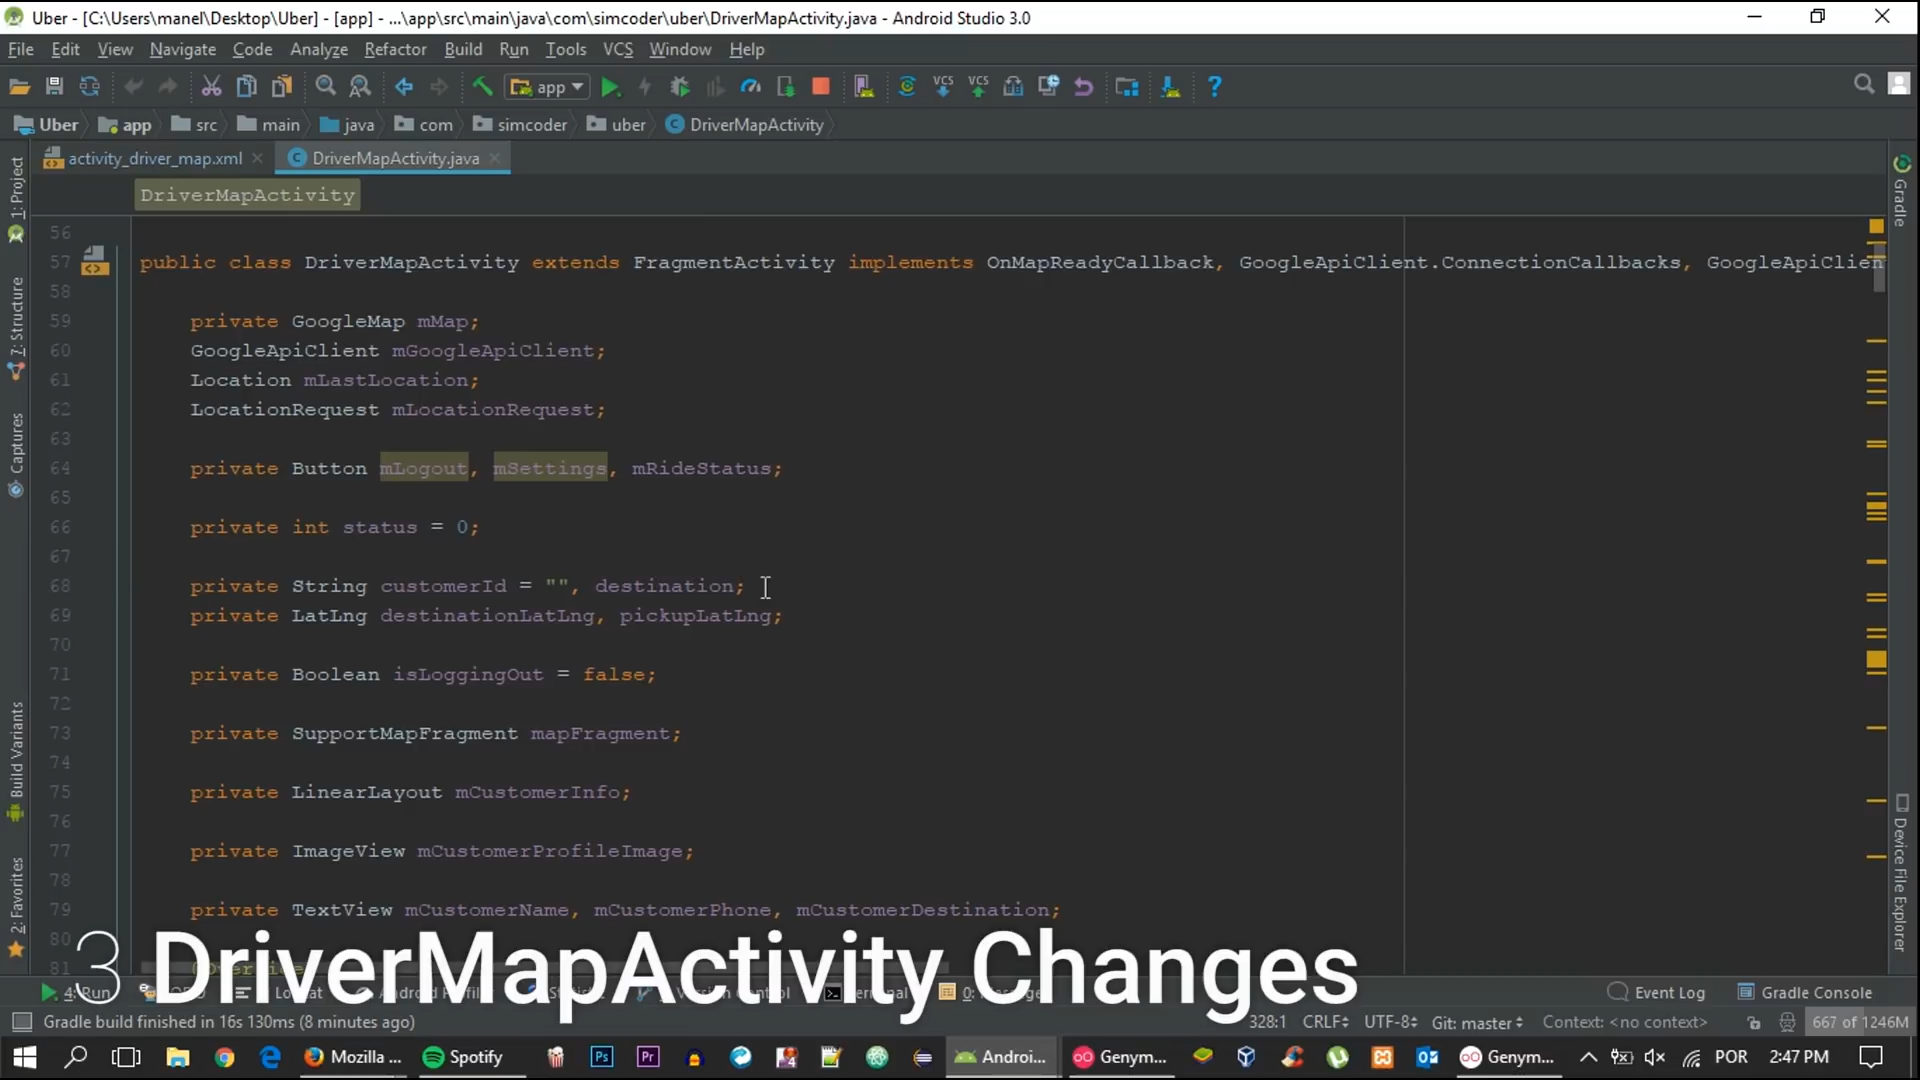 Uber - [C:\Users\manel\Desktop\Uber] - [app] - ...\app\src\main\java\com\simcoder\uber\DriverMapActivity.java - Android Studio 3.0
File Edit View Navigate Code Analyze Refactor Build Run Tools VCS Window Help
app
VCS VCS
Uber app src main java com simcoder uber DriverMapActivity
activity_driver_map.xml DriverMapActivity.java
DriverMapActivity
1: Project
7: Structure
Captures
Build Variants
2: Favorites
Gradle
Device File Explorer
56
57 public class DriverMapActivity extends FragmentActivity implements OnMapReadyCallback, GoogleApiClient.ConnectionCallbacks, GoogleApiClien
58
59 private GoogleMap mMap;
60 GoogleApiClient mGoogleApiClient;
61 Location mLastLocation;
62 LocationRequest mLocationRequest;
63
64 private Button mLogout, mSettings, mRideStatus;
65
66 private int status = 0;
67
68 private String customerId = "", destination;
69 private LatLng destinationLatLng, pickupLatLng;
70
71 private Boolean isLoggingOut = false;
72
73 private SupportMapFragment mapFragment;
74
75 private LinearLayout mCustomerInfo;
76
77 private ImageView mCustomerProfileImage;
78
79 private TextView mCustomerName, mCustomerPhone, mCustomerDestination;
80
81
3 DriverMapActivity Changes
4: Run
Event Log Gradle Console
Gradle build finished in 16s 130ms (8 minutes ago) 328:1 CRLF UTF-8 Git: master Context: <no context> 667 of 1246M
Mozilla ... Spotify Ps Pr Androi... Genym... Genym... POR 2:47 PM